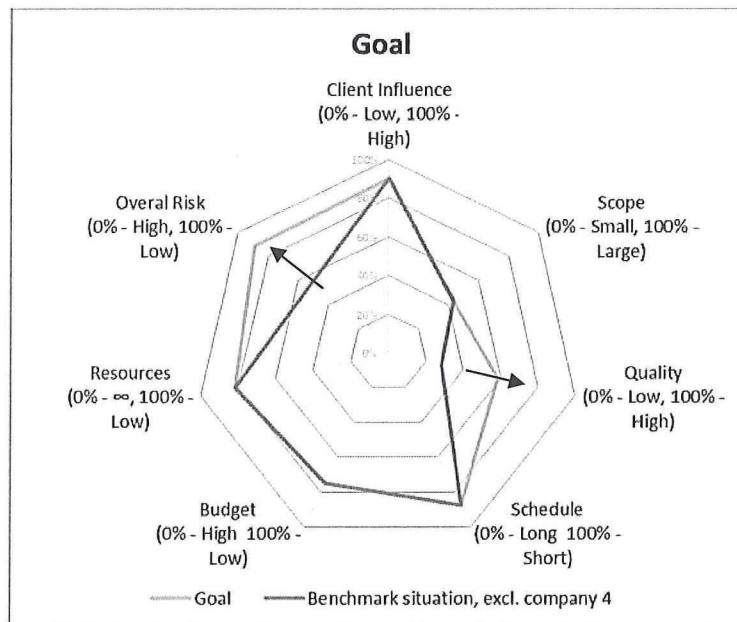 Goal
Client Influence
(0% - Low, 100% -
High)
Overal Risk
(0% - High, 100% -
Low)
Scope
(0% - Small, 100% -
Large)
100%
80%
60%
40%
20%
0%
Resources
(0% - ∞, 100% -
Low)
Quality
(0% - Low, 100% -
High)
Budget
(0% - High 100% -
Low)
Schedule
(0% - Long 100% -
Short)
Goal
Benchmark situation, excl. company 4